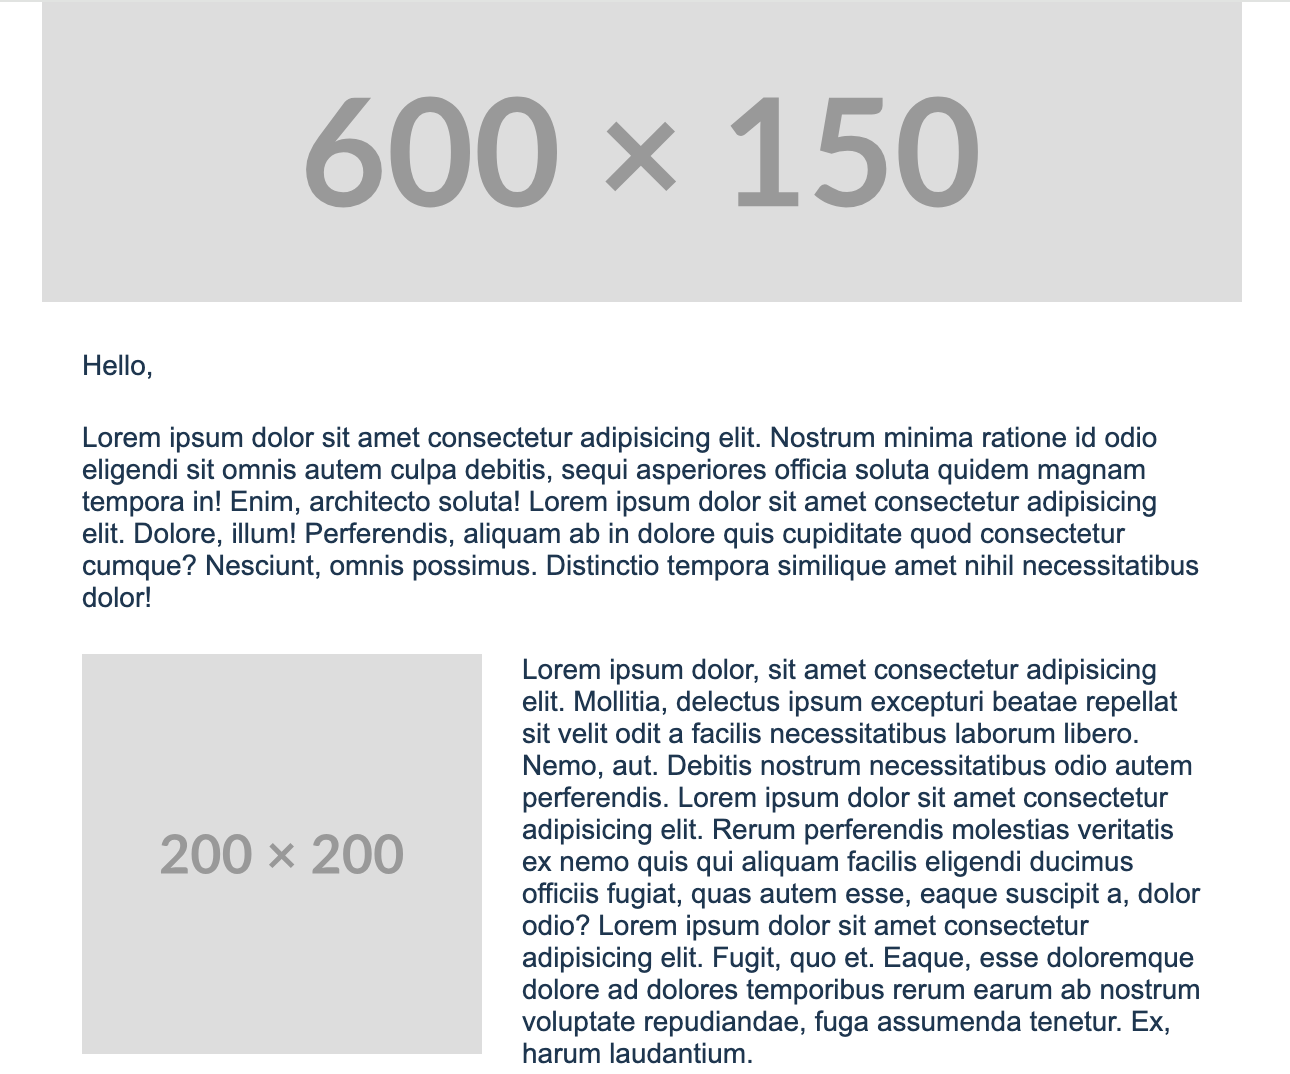 600 × 150
Hello,
Lorem ipsum dolor sit amet consectetur adipisicing elit. Nostrum minima ratione id odio
eligendi sit omnis autem culpa debitis, sequi asperiores officia soluta quidem magnam
tempora in! Enim, architecto soluta! Lorem ipsum dolor sit amet consectetur adipisicing
elit. Dolore, illum! Perferendis, aliquam ab in dolore quis cupiditate quod consectetur
cumque? Nesciunt, omnis possimus. Distinctio tempora similique amet nihil necessitatibus
dolor!
200 × 200
Lorem ipsum dolor, sit amet consectetur adipisicing
elit. Mollitia, delectus ipsum excepturi beatae repellat
sit velit odit a facilis necessitatibus laborum libero.
Nemo, aut. Debitis nostrum necessitatibus odio autem
perferendis. Lorem ipsum dolor sit amet consectetur
adipisicing elit. Rerum perferendis molestias veritatis
ex nemo quis qui aliquam facilis eligendi ducimus
officiis fugiat, quas autem esse, eaque suscipit a, dolor
odio? Lorem ipsum dolor sit amet consectetur
adipisicing elit. Fugit, quo et. Eaque, esse doloremque
dolore ad dolores temporibus rerum earum ab nostrum
voluptate repudiandae, fuga assumenda tenetur. Ex,
harum laudantium.